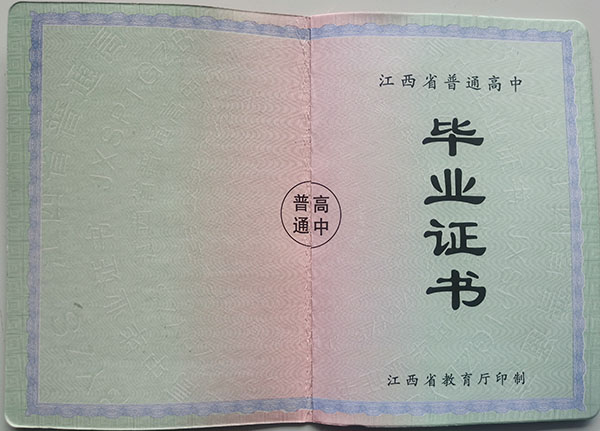 江西省普通高中
毕业证书
普高
通中
江西省教育厅印制